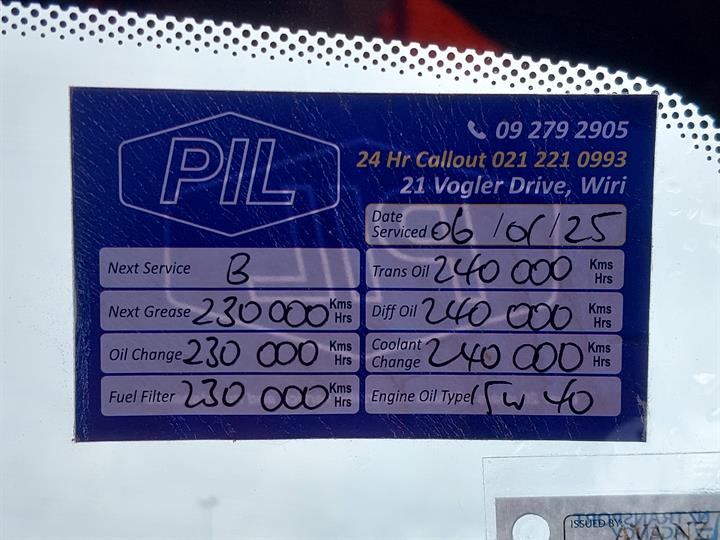 PIL
09 279 2905
24 Hr Callout 021 221 0993
21 Vogler Drive, Wiri
Date Serviced 06/01/25
Next Service B
Trans Oil 240 000 Kms Hrs
Next Grease 230 000 Kms Hrs
Diff Oil 240 000 Kms Hrs
Oil Change 230 000 Kms Hrs
Coolant Change 240 000 Kms Hrs
Fuel Filter 230 000 Kms Hrs
Engine Oil Type 15w 40
ISSUED BY: